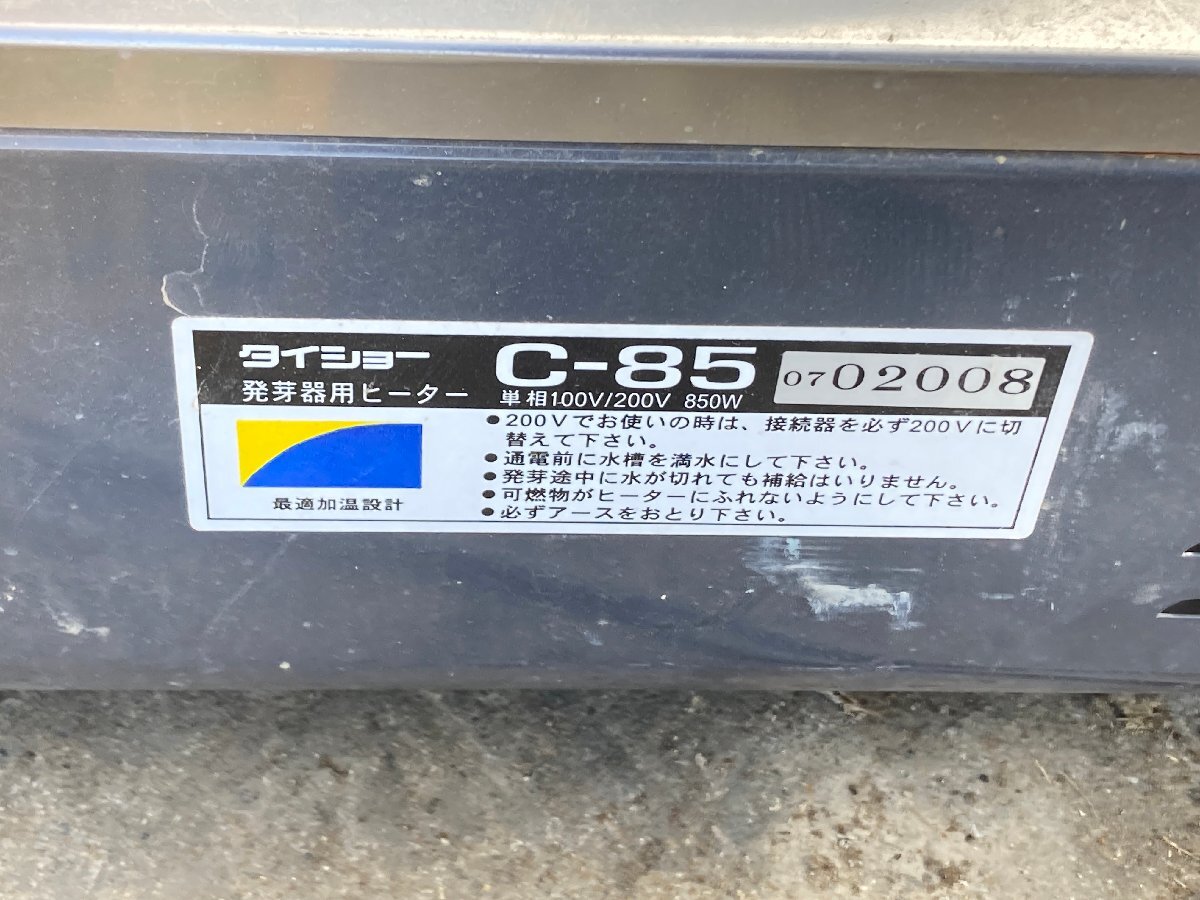 タイショー C-85 0702008
発芽器用ヒーター 単相100V/200V 850W
●200Vでお使いの時は、接続器を必ず200Vに切
替えて下さい。
●通電前に水槽を満水にして下さい。
●発芽途中に水が切れても補給はいりません。
●可燃物がヒーターにふれないようにして下さい。
●必ずアースをおとり下さい。
最適加温設計